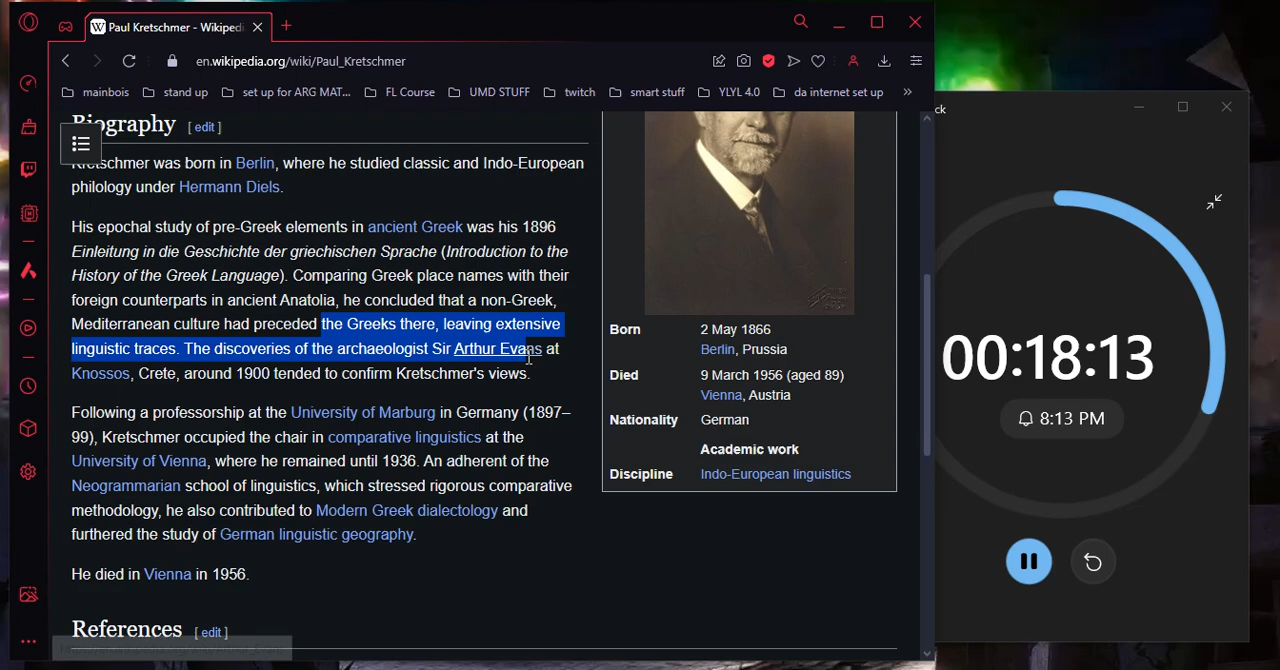 Paul Kretschmer - Wikipedi
en.wikipedia.org/wiki/Paul_Kretschmer
mainbois
stand up
set up for ARG MAT...
FL Course
UMD STUFF
twitch
smart stuff
YLYL 4.0
da internet set up
»
Biography [ edit ]
Kretschmer was born in Berlin, where he studied classic and Indo-European
philology under Hermann Diels.
His epochal study of pre-Greek elements in ancient Greek was his 1896
Einleitung in die Geschichte der griechischen Sprache (Introduction to the
History of the Greek Language). Comparing Greek place names with their
foreign counterparts in ancient Anatolia, he concluded that a non-Greek,
Mediterranean culture had preceded the Greeks there, leaving extensive
linguistic traces. The discoveries of the archaeologist Sir Arthur Evans at
Knossos, Crete, around 1900 tended to confirm Kretschmer's views.
Following a professorship at the University of Marburg in Germany (1897–
99), Kretschmer occupied the chair in comparative linguistics at the
University of Vienna, where he remained until 1936. An adherent of the
Neogrammarian school of linguistics, which stressed rigorous comparative
methodology, he also contributed to Modern Greek dialectology and
furthered the study of German linguistic geography.
He died in Vienna in 1956.
References [ edit ]
Born 2 May 1866
Berlin, Prussia
Died 9 March 1956 (aged 89)
Vienna, Austria
Nationality German
Academic work
Discipline Indo-European linguistics
ck
00:18:13
8:13 PM